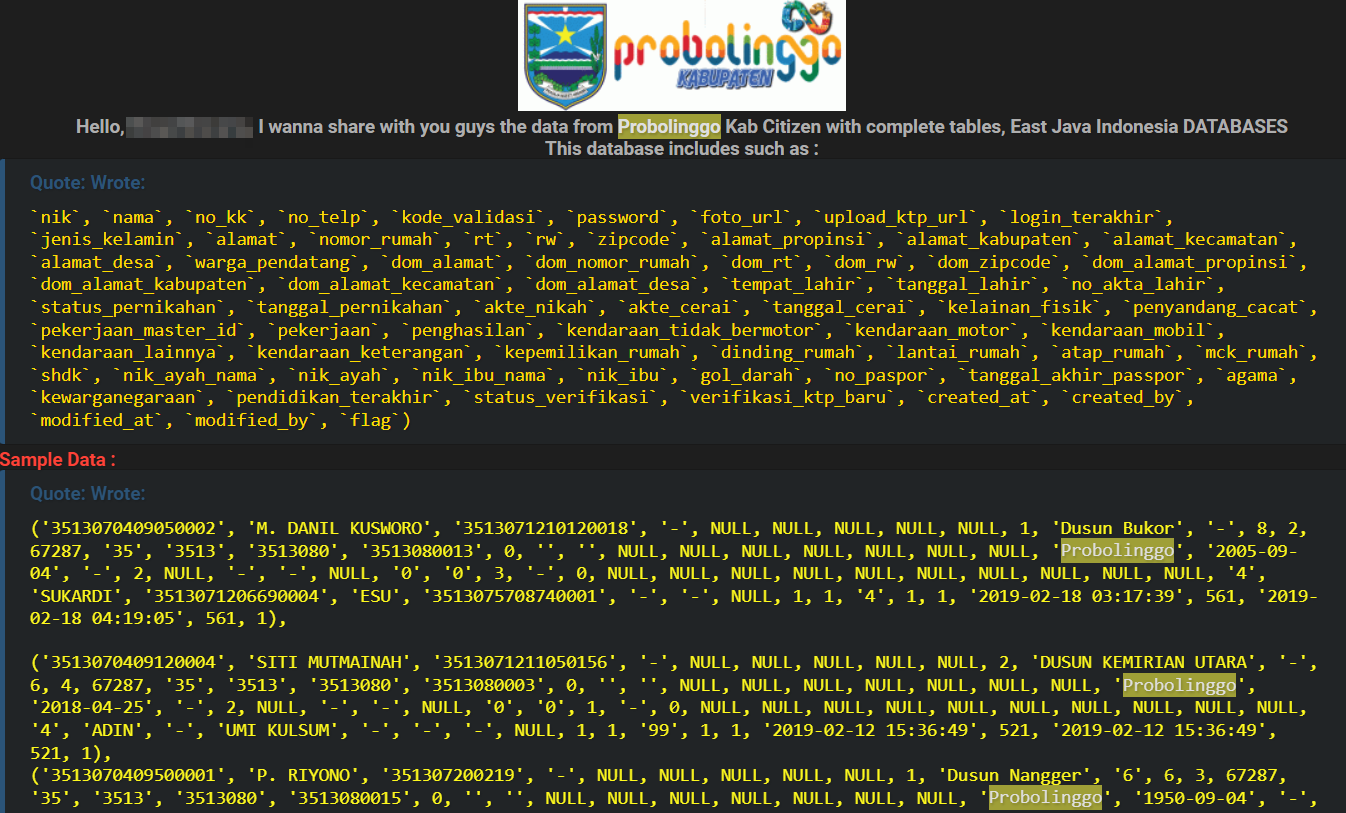 probolinggo
KABUPATEN
Hello, I wanna share with you guys the data from Probolinggo Kab Citizen with complete tables, East Java Indonesia DATABASES
This database includes such as :
Quote: Wrote:
`nik`, `nama`, `no_kk`, `no_telp`, `kode_validasi`, `password`, `foto_url`, `upload_ktp_url`, `login_terakhir`,
`jenis_kelamin`, `alamat`, `nomor_rumah`, `rt`, `rw`, `zipcode`, `alamat_propinsi`, `alamat_kabupaten`, `alamat_kecamatan`,
`alamat_desa`, `warga_pendatang`, `dom_alamat`, `dom_nomor_rumah`, `dom_rt`, `dom_rw`, `dom_zipcode`, `dom_alamat_propinsi`,
`dom_alamat_kabupaten`, `dom_alamat_kecamatan`, `dom_alamat_desa`, `tempat_lahir`, `tanggal_lahir`, `no_akta_lahir`,
`status_pernikahan`, `tanggal_pernikahan`, `akte_nikah`, `akte_cerai`, `tanggal_cerai`, `kelainan_fisik`, `penyandang_cacat`,
`pekerjaan_master_id`, `pekerjaan`, `penghasilan`, `kendaraan_tidak_bermotor`, `kendaraan_motor`, `kendaraan_mobil`,
`kendaraan_lainnya`, `kendaraan_keterangan`, `kepemilikan_rumah`, `dinding_rumah`, `lantai_rumah`, `atap_rumah`, `mck_rumah`,
`shdk`, `nik_ayah_nama`, `nik_ayah`, `nik_ibu_nama`, `nik_ibu`, `gol_darah`, `no_paspor`, `tanggal_akhir_passpor`, `agama`,
`kewarganegaraan`, `pendidikan_terakhir`, `status_verifikasi`, `verifikasi_ktp_baru`, `created_at`, `created_by`,
`modified_at`, `modified_by`, `flag`)
Sample Data :
Quote: Wrote:
('3513070409050002', 'M. DANIL KUSWORO', '3513071210120018', '-', NULL, NULL, NULL, NULL, NULL, 1, 'Dusun Bukor', '-', 8, 2,
67287, '35', '3513', '3513080', '3513080013', 0, '', '', NULL, NULL, NULL, NULL, NULL, NULL, NULL, 'Probolinggo', '2005-09-
04', '-', 2, NULL, '-', '-', NULL, '0', '0', 3, '-', 0, NULL, NULL, NULL, NULL, NULL, NULL, NULL, NULL, NULL, '4',
'SUKARDI', '3513071206690004', 'ESU', '3513075708740001', '-', '-', NULL, 1, 1, '4', 1, 1, '2019-02-18 03:17:39', 561, '2019-
02-18 04:19:05', 561, 1),
('3513070409120004', 'SITI MUTMAINAH', '3513071211050156', '-', NULL, NULL, NULL, NULL, NULL, 2, 'DUSUN KEMIRIAN UTARA', '-',
6, 4, 67287, '35', '3513', '3513080', '3513080003', 0, '', '', NULL, NULL, NULL, NULL, NULL, NULL, NULL, 'Probolinggo',
'2018-04-25', '-', 2, NULL, '-', '-', NULL, '0', '0', 1, '-', 0, NULL, NULL, NULL, NULL, NULL, NULL, NULL, NULL, NULL,
'4', 'ADIN', '-', 'UMI KULSUM', '-', '-', '-', NULL, 1, 1, '99', 1, 1, '2019-02-12 15:36:49', 521, '2019-02-12 15:36:49',
521, 1),
('3513070409500001', 'P. RIYONO', '351307200219', '-', NULL, NULL, NULL, NULL, NULL, 1, 'Dusun Nangger', '6', 6, 3, 67287,
'35', '3513', '3513080', '3513080015', 0, '', '', NULL, NULL, NULL, NULL, NULL, NULL, NULL, 'Probolinggo', '1950-09-04', '-',